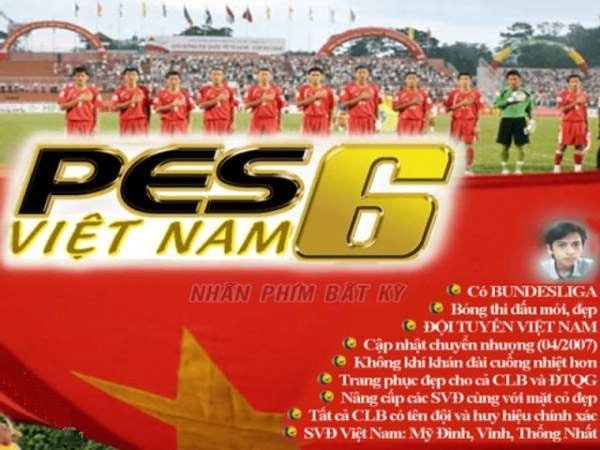 PES 6
VIỆT NAM
NHẤN PHÍM BẤT KỲ
Có BUNDESLIGA
Bóng thi đấu mới, đẹp
ĐỘI TUYỂN VIỆT NAM
Cập nhật chuyển nhượng (04/2007)
Không khí khán đài cuồng nhiệt hơn
Trang phục đẹp cho cả CLB và ĐTQG
Nâng cấp các SVĐ cùng với mặt cỏ đẹp
Tất cả CLB có tên đội và huy hiệu chính xác
SVĐ Việt Nam: Mỹ Đình, Vinh, Thống Nhất